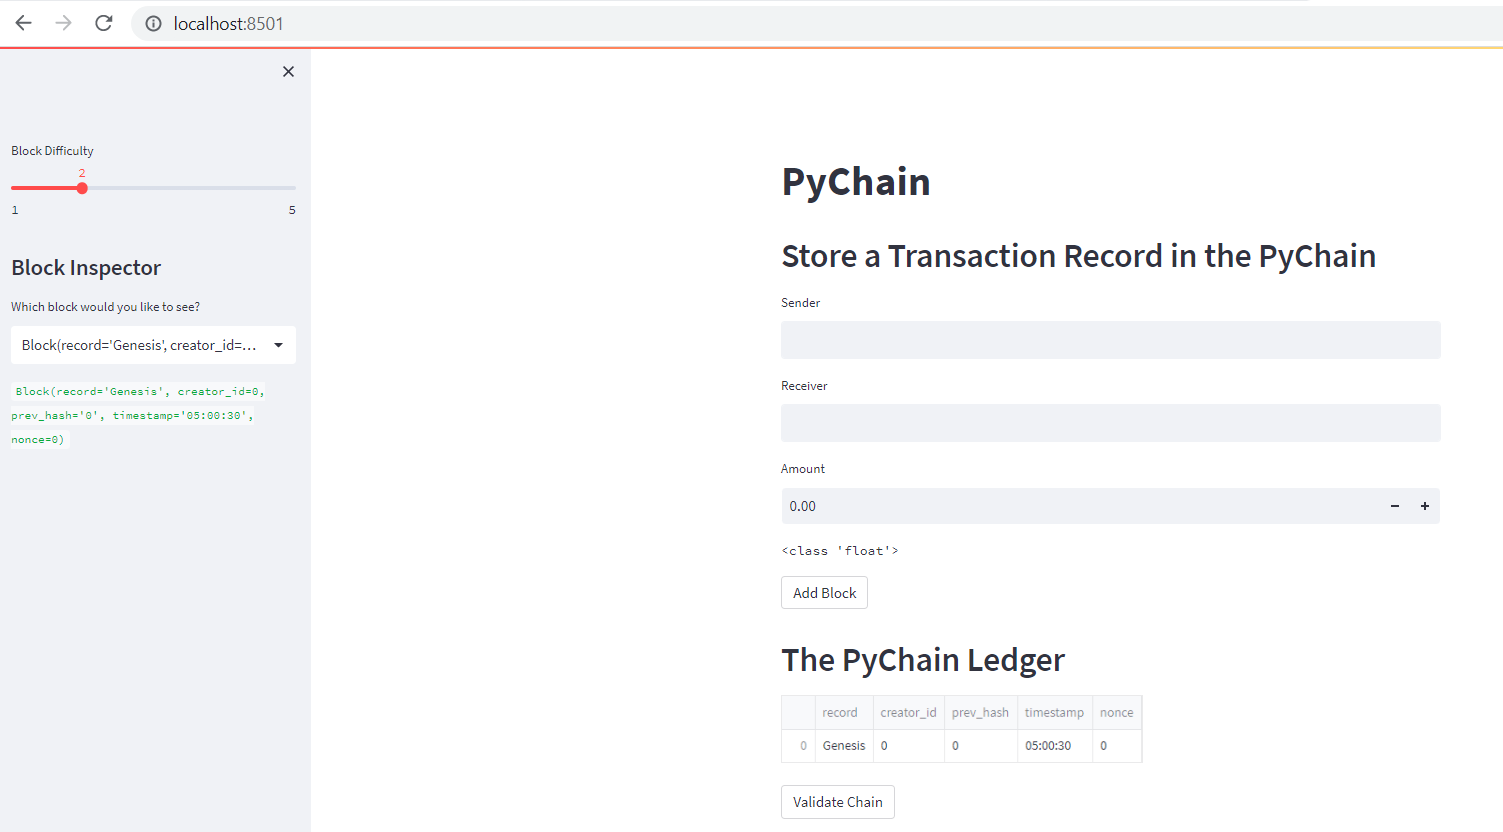 localhost:8501
Block Difficulty
2
1 5
Block Inspector
Which block would you like to see?
Block(record='Genesis', creator_id=...
Block(record='Genesis', creator_id=0,
prev_hash='0', timestamp='05:00:30',
nonce=0)
PyChain
Store a Transaction Record in the PyChain
Sender
Receiver
Amount
0.00
<class 'float'>
Add Block
The PyChain Ledger
record creator_id prev_hash timestamp nonce
0 Genesis 0 0 05:00:30 0
Validate Chain